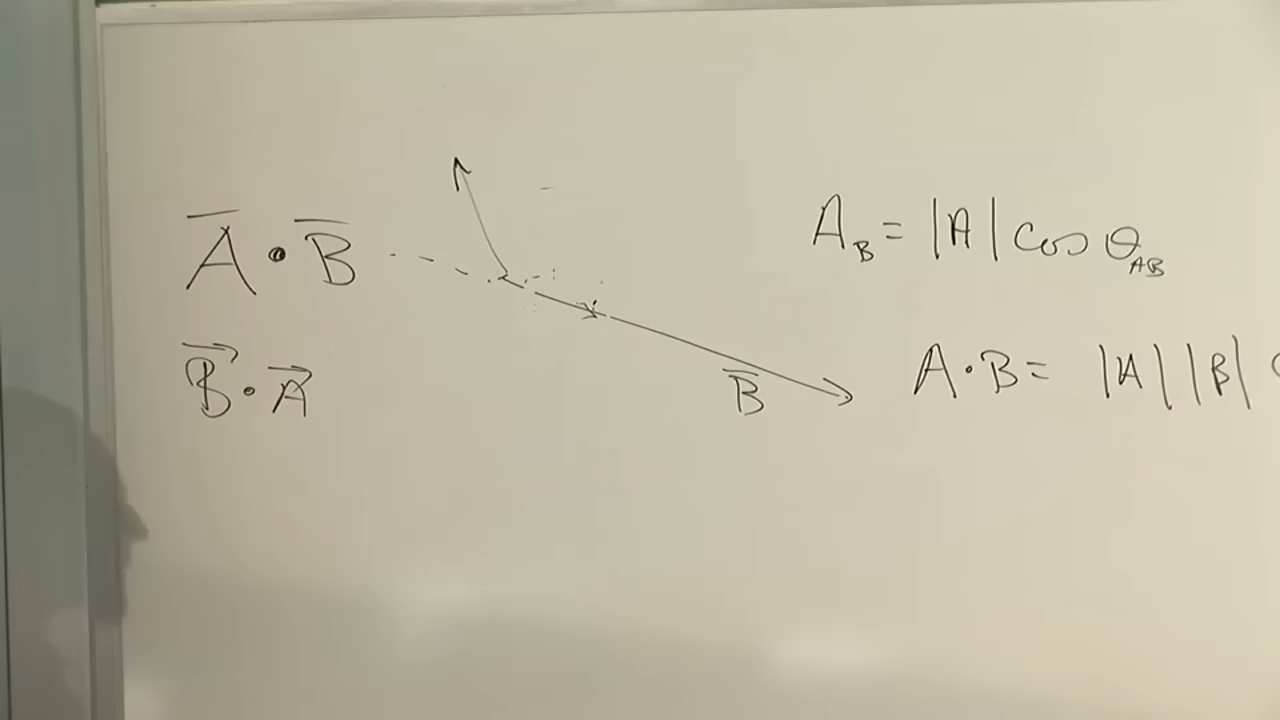 A̅ • B̅
B⃗ • A⃗
B̅
A_B = |A| cos θ_AB
A • B = |A| |B|